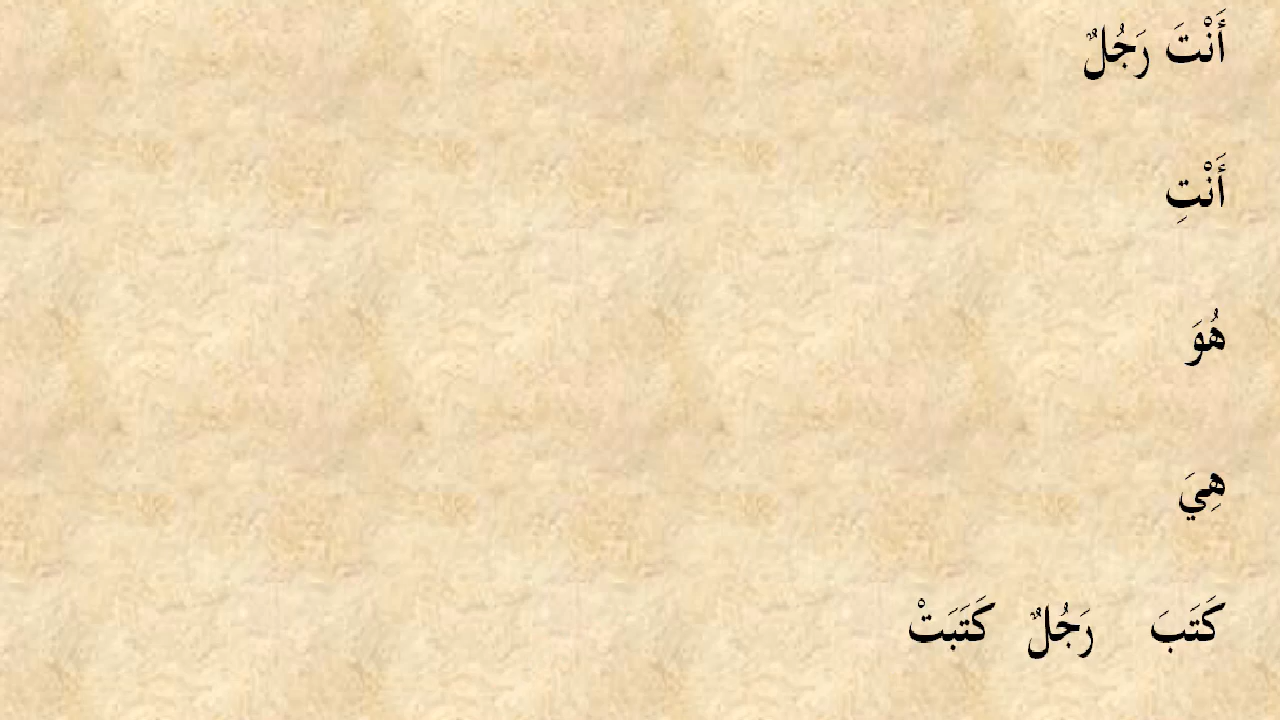 أَنْتَ رَجُلٌ
أَنْتِ
هُوَ
هِيَ
كَتَبَ رَجُلٌ كَتَبَتْ